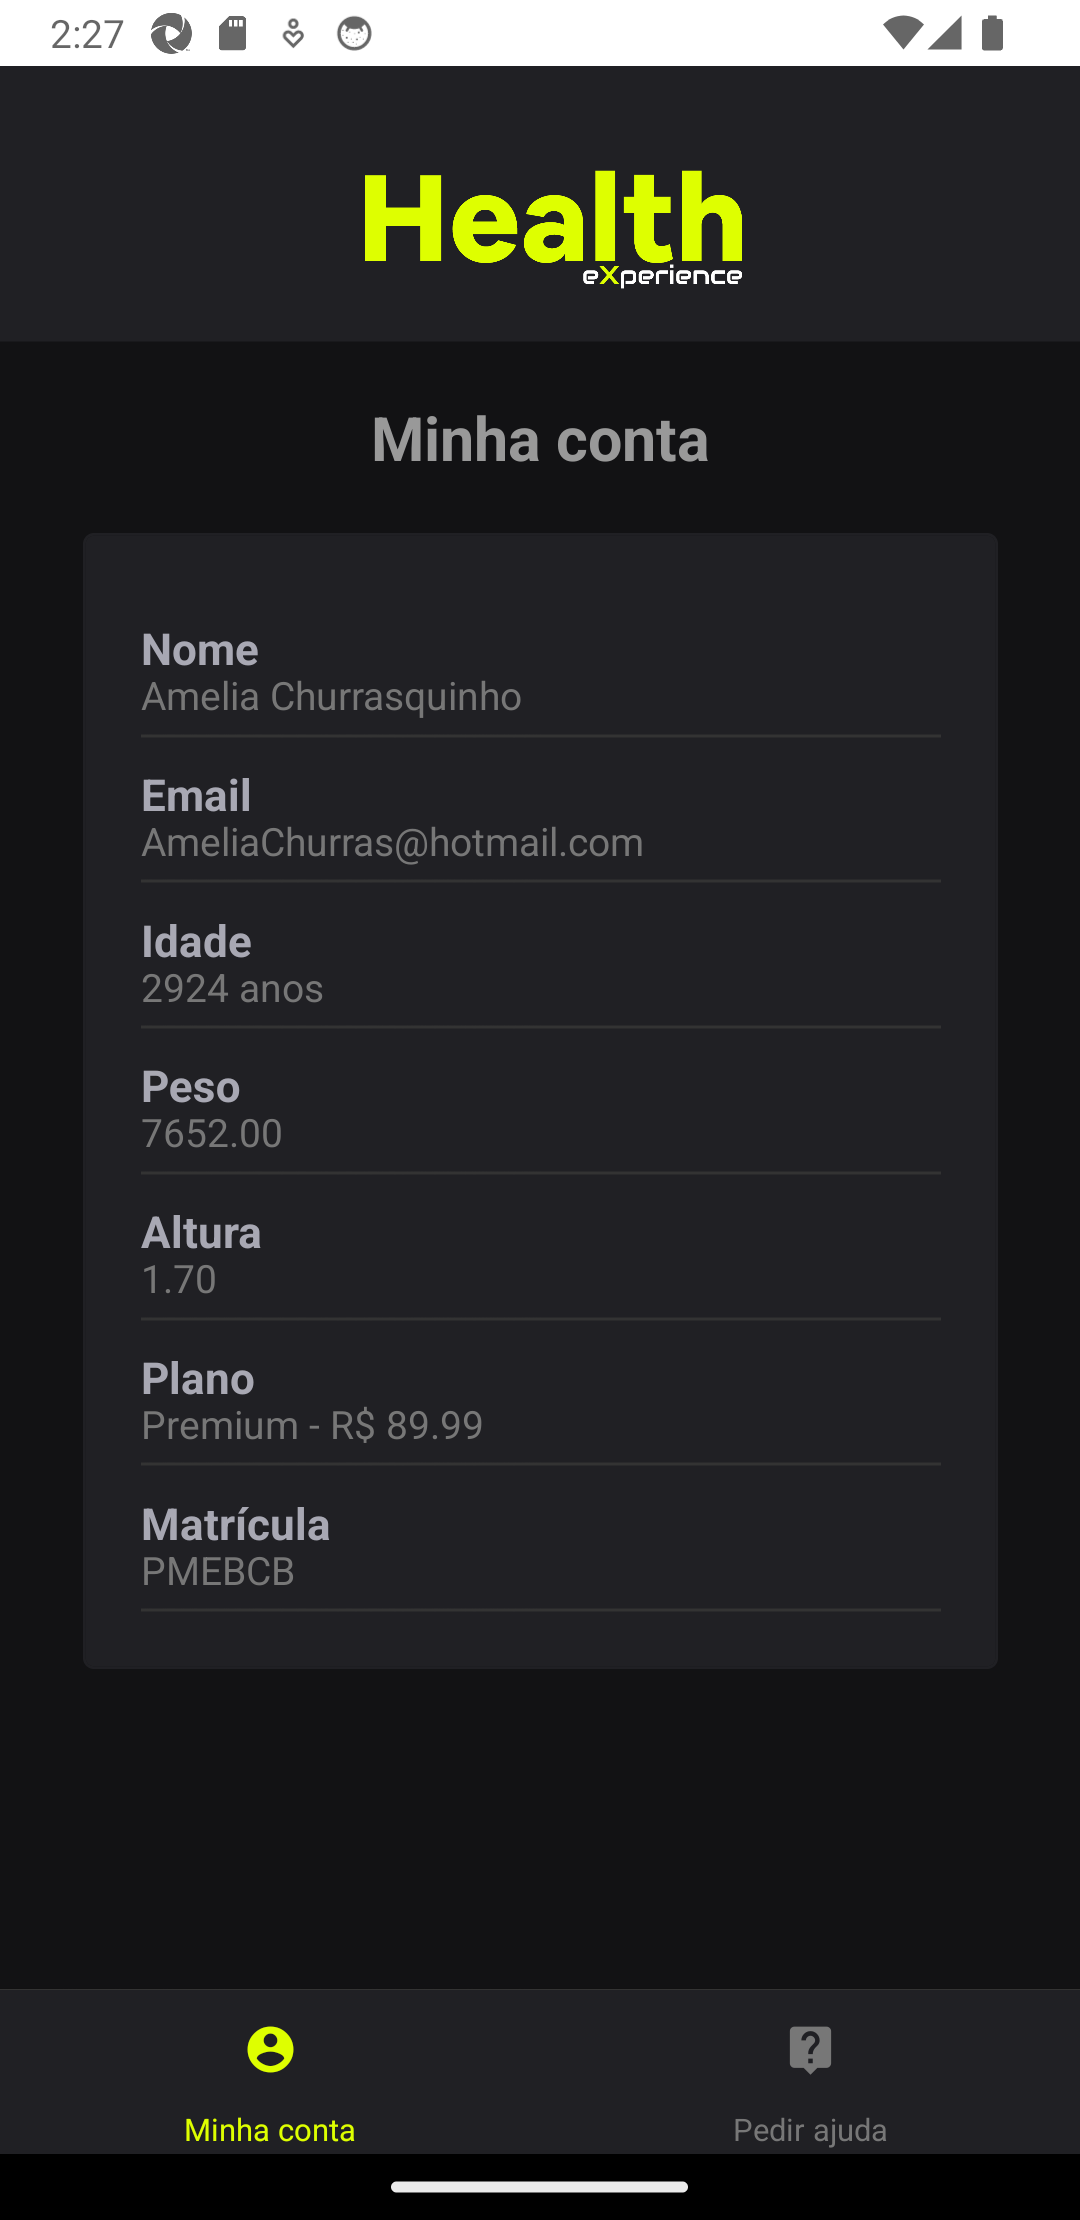 2:27
Health
eXperience
Minha conta
Nome
Amelia Churrasquinho
Email
AmeliaChurras@hotmail.com
Idade
2924 anos
Peso
7652.00
Altura
1.70
Plano
Premium - R$ 89.99
Matrícula
PMEBCB
Minha conta
Pedir ajuda